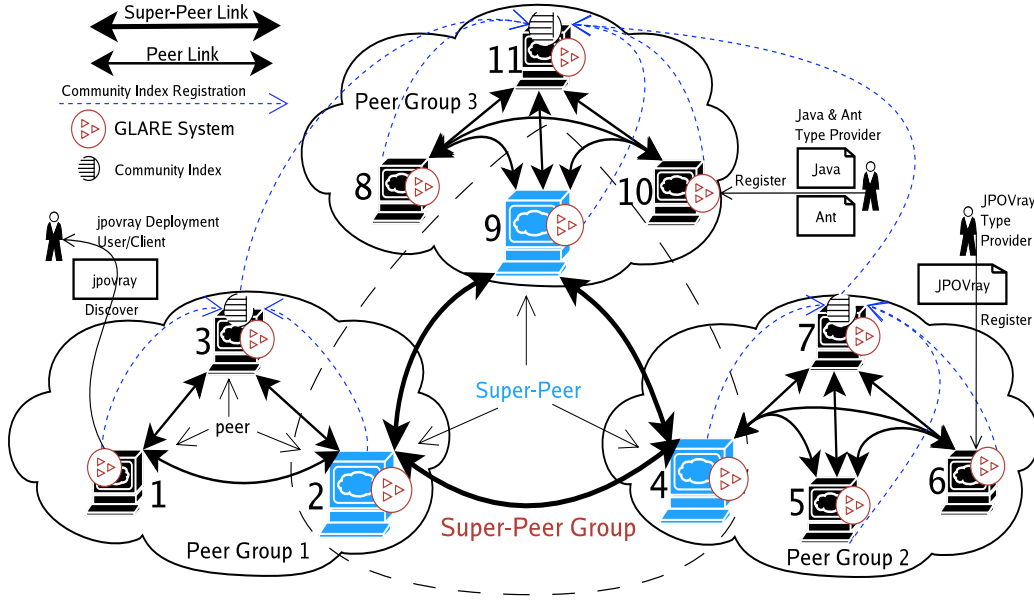 Super-Peer Link
Peer Link
Community Index Registration
GLARE System
Community Index
11
Peer Group 3
8
9
10
Java & Ant
Type Provider
Java
Register
Ant
JPOVray
Type
Provider
JPOVray
Register
jpovray Deployment
User/Client
jpovray
Discover
3
7
peer
Super-Peer
1
2
4
5
6
Super-Peer Group
Peer Group 1
Peer Group 2